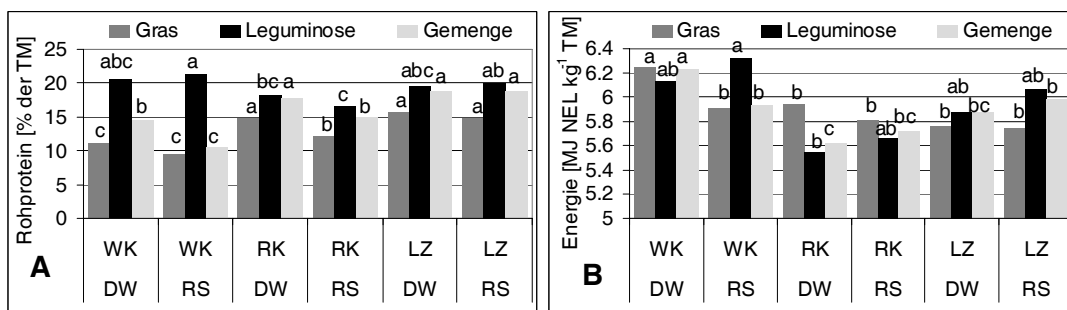 Gras Leguminose Gemenge
Rohprotein [% der TM]
25
20
15
10
5
0
c abc b c a c a bc a b c b a abc a a ab a
WK WK RK RK LZ LZ
DW RS DW RS DW RS
A
Gras Leguminose Gemenge
Energie [MJ NEL kg-1 TM]
6.4
6.2
6
5.8
5.6
5.4
5.2
5
a ab a b a b b b c b ab bc b ab bc b ab b
WK WK RK RK LZ LZ
DW RS DW RS DW RS
B